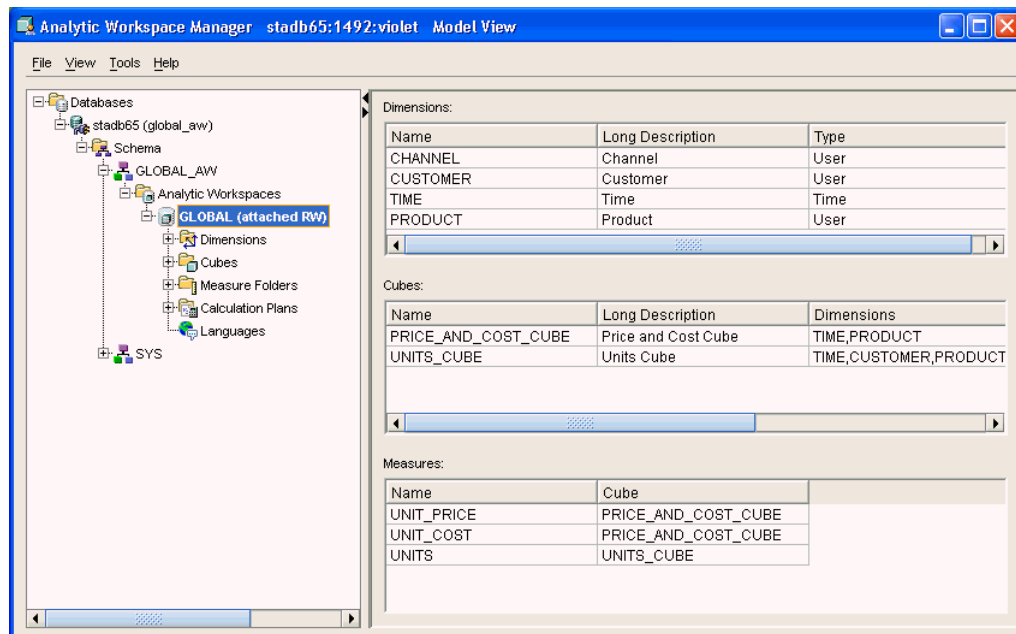 Analytic Workspace Manager stadb65:1492:violet Model View
File View Tools Help
Databases
stadb65 (global_aw)
Schema
GLOBAL_AW
Analytic Workspaces
GLOBAL (attached RW)
Dimensions
Cubes
Measure Folders
Calculation Plans
Languages
SYS
Dimensions:
Name Long Description Type
CHANNEL Channel User
CUSTOMER Customer User
TIME Time Time
PRODUCT Product User
Cubes:
Name Long Description Dimensions
PRICE_AND_COST_CUBE Price and Cost Cube TIME,PRODUCT
UNITS_CUBE Units Cube TIME,CUSTOMER,PRODUCT
Measures:
Name Cube
UNIT_PRICE PRICE_AND_COST_CUBE
UNIT_COST PRICE_AND_COST_CUBE
UNITS UNITS_CUBE